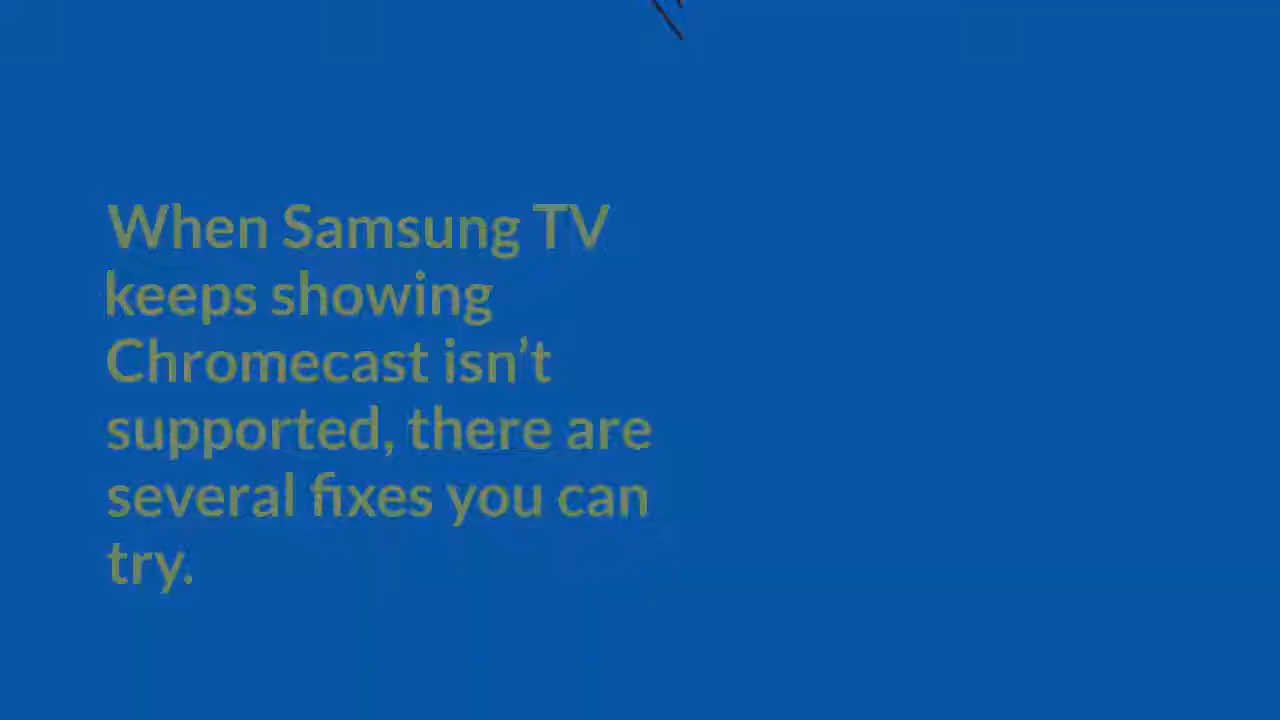 When Samsung TV
keeps showing
Chromecast isn’t
supported, there are
several fixes you can
try.